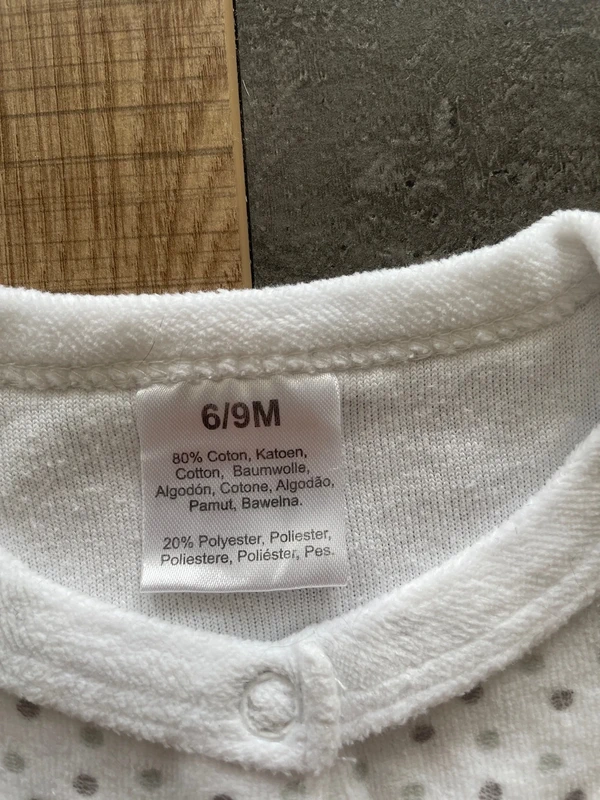 6/9M
80% Coton, Katoen,
Cotton, Baumwolle,
Algodón, Cotone, Algodão,
Pamut, Bawelna.
20% Polyester, Poliester,
Poliestere, Poliéster, Pes.